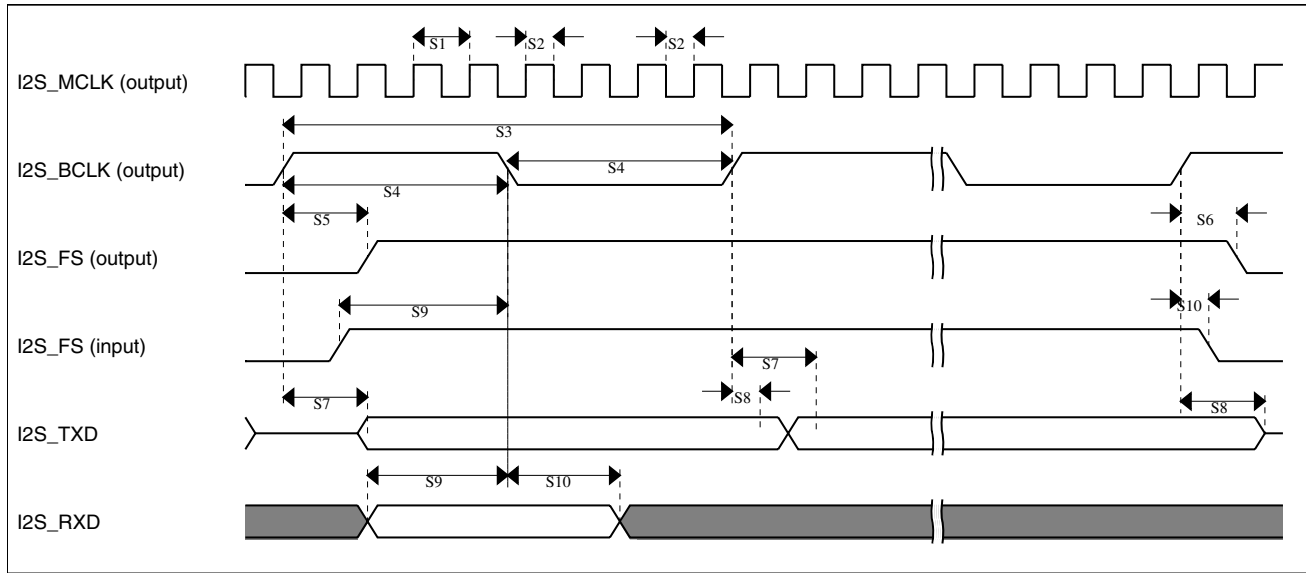 S1 S2 S2
I2S_MCLK (output)
S3
I2S_BCLK (output) S4
S4
S5 S6
I2S_FS (output)
S9 S10
I2S_FS (input)
S7
S7 S8 S8
I2S_TXD
S9 S10
I2S_RXD